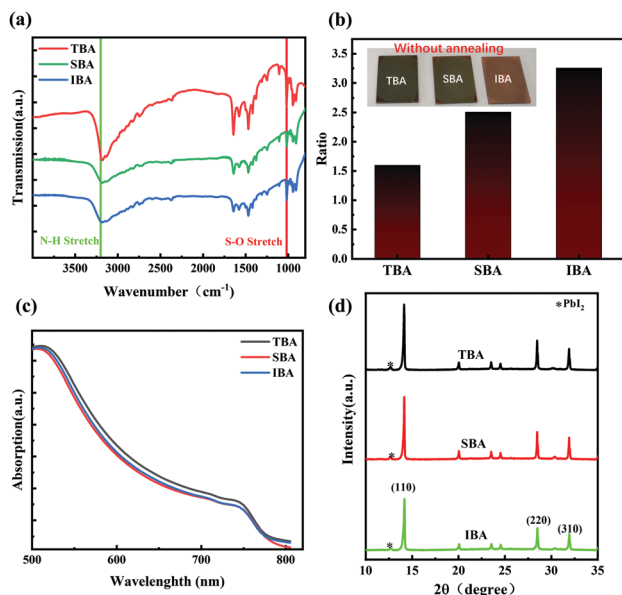 (a)
TBA
SBA
IBA
Transmission(a.u.)
N-H Stretch
S-O Stretch
3500 3000 2500 2000 1500 1000
Wavenumber（cm-1）
(b)
Without annealing
TBA SBA IBA
Ratio
3.5
3.0
2.5
2.0
1.5
1.0
0.5
0.0
TBA SBA IBA
(c)
TBA
SBA
IBA
Absorption(a.u.)
500 600 700 800
Wavelenghth (nm)
(d)
*PbI2
TBA
*
SBA
*
(110)
(220)
(310)
IBA
*
Intensity(a.u.)
10 15 20 25 30 35
2θ（degree）